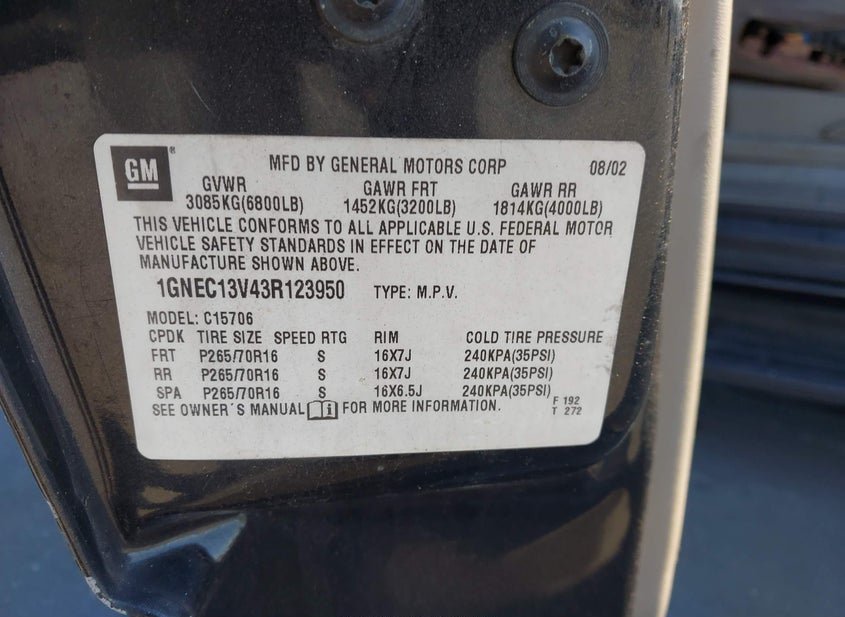 GM ®
MFD BY GENERAL MOTORS CORP 08/02
GVWR GAWR FRT GAWR RR
3085KG(6800LB) 1452KG(3200LB) 1814KG(4000LB)
THIS VEHICLE CONFORMS TO ALL APPLICABLE U.S. FEDERAL MOTOR
VEHICLE SAFETY STANDARDS IN EFFECT ON THE DATE OF
MANUFACTURE SHOWN ABOVE.
1GNEC13V43R123950 TYPE: M.P.V.
MODEL: C15706
CPDK TIRE SIZE SPEED RTG RIM COLD TIRE PRESSURE
FRT P265/70R16 S 16X7J 240KPA(35PSI)
RR P265/70R16 S 16X7J 240KPA(35PSI)
SPA P265/70R16 S 16X6.5J 240KPA(35PSI)
SEE OWNER'S MANUAL i FOR MORE INFORMATION.
F 192
T 272